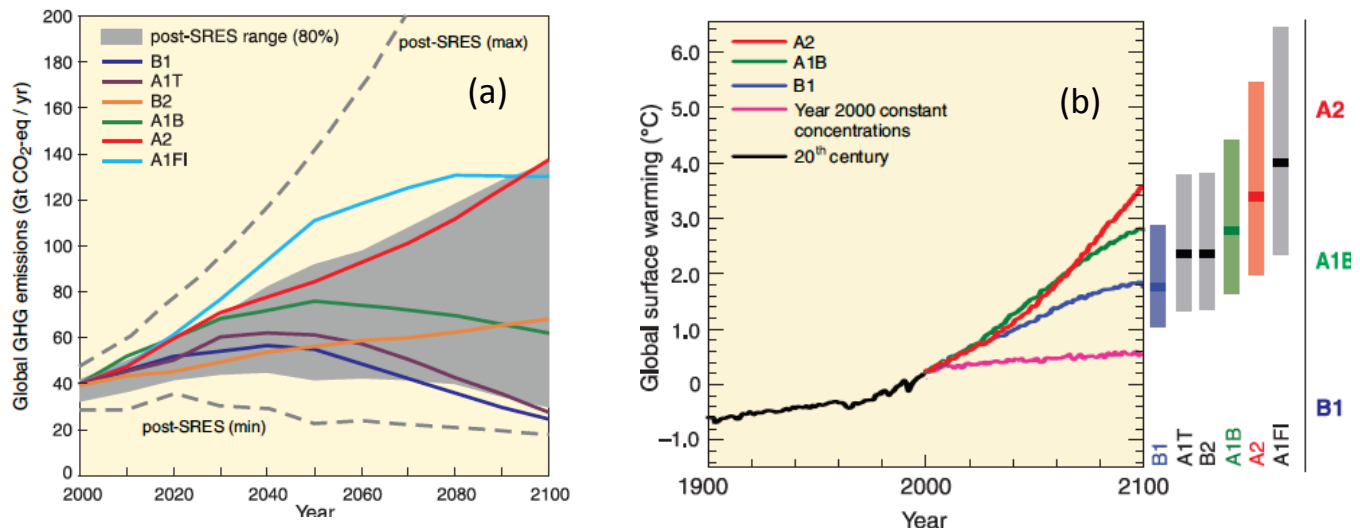 200
180
160
140
120
100
80
60
40
20
0
Global GHG emissions (Gt CO₂-eq / yr)
post-SRES range (80%)
B1
A1T
B2
A1B
A2
A1FI
post-SRES (max)
(a)
post-SRES (min)
2000 2020 2040 2060 2080 2100
Year
6.0
5.0
4.0
3.0
2.0
1.0
0
–1.0
Global surface warming (°C)
A2
A1B
B1
Year 2000 constant
concentrations
20th century
(b)
1900 2000 2100
Year
B1
A1T
B2
A1B
A2
A1FI
A2
A1B
B1